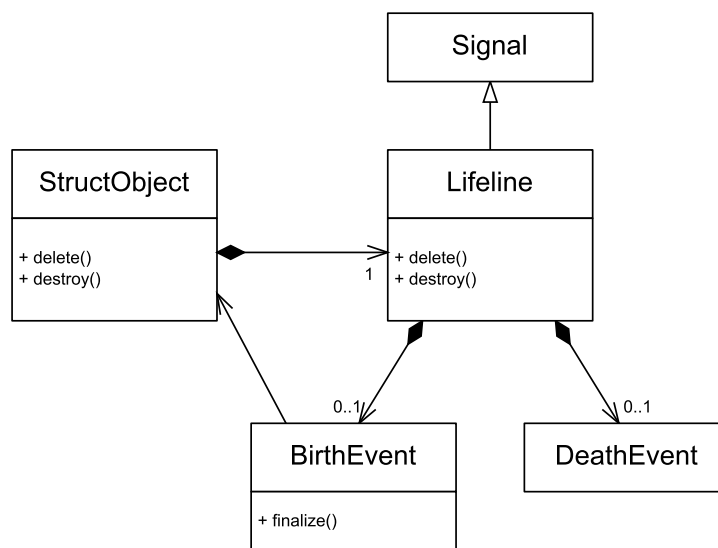 Signal
StructObject
+ delete()
+ destroy()
Lifeline
+ delete()
+ destroy()
1
0..1
0..1
BirthEvent
+ finalize()
DeathEvent